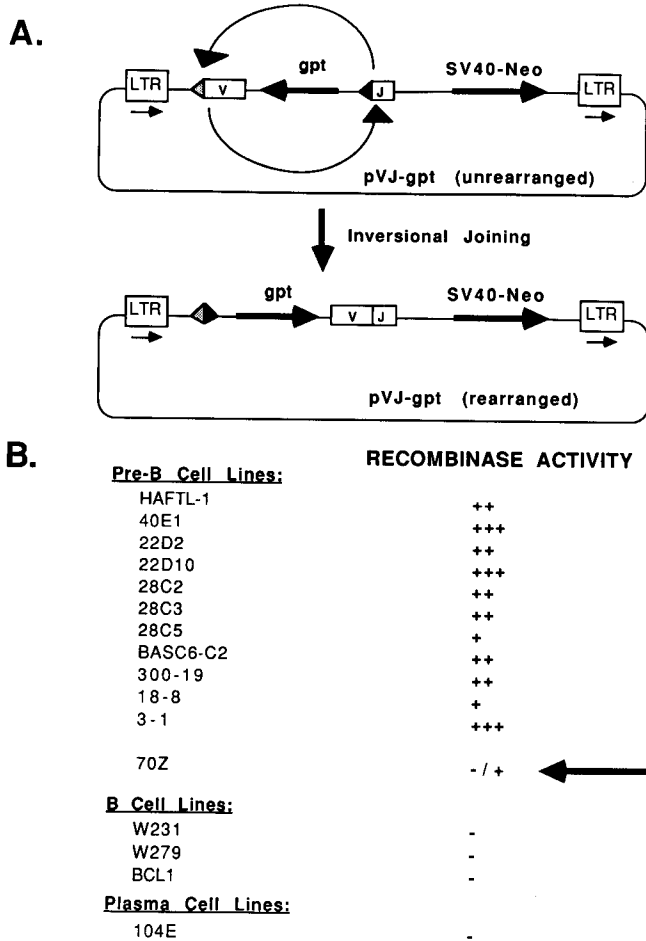 A.
gpt
SV40-Neo
LTR
V
J
LTR
pVJ-gpt (unrearranged)
Inversional Joining
gpt
SV40-Neo
LTR
V
J
LTR
pVJ-gpt (rearranged)
B.
RECOMBINASE ACTIVITY
Pre-B Cell Lines:
HAFTL-1 ++
40E1 +++
22D2 ++
22D10 +++
28C2 ++
28C3 ++
28C5 +
BASC6-C2 ++
300-19 ++
18-8 +
3-1 +++
70Z - / +
B Cell Lines:
W231 -
W279 -
BCL1 -
Plasma Cell Lines:
104E -